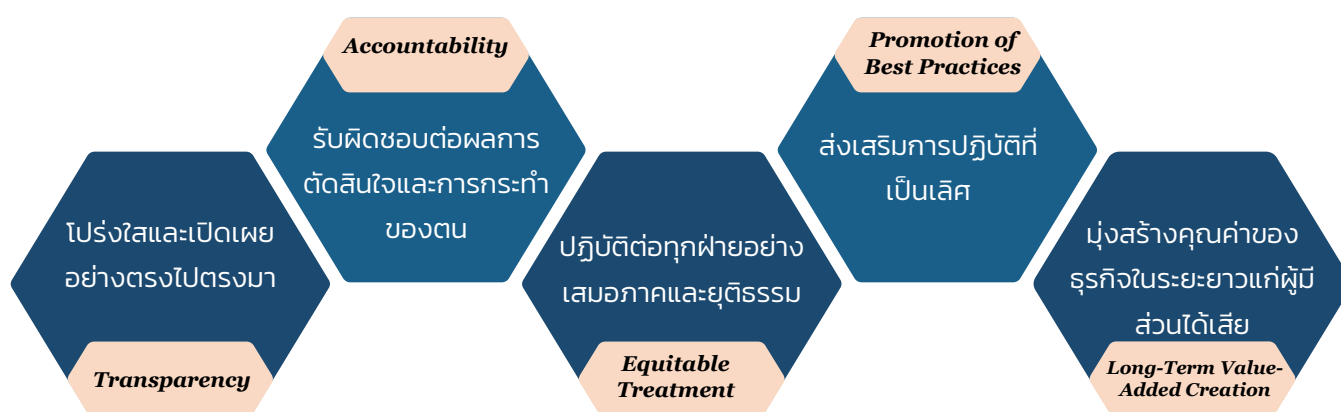 โปร่งใสและเปิดเผย
อย่างตรงไปตรงมา
Transparency
Accountability
รับผิดชอบต่อผลการ
ตัดสินใจและการกระทำ
ของตน
ปฏิบัติต่อทุกฝ่ายอย่าง
เสมอภาคและยุติธรรม
Equitable
Treatment
Promotion of
Best Practices
ส่งเสริมการปฏิบัติที่
เป็นเลิศ
มุ่งสร้างคุณค่าของ
ธุรกิจในระยะยาวแก่ผู้มี
ส่วนได้เสีย
Long-Term Value-
Added Creation